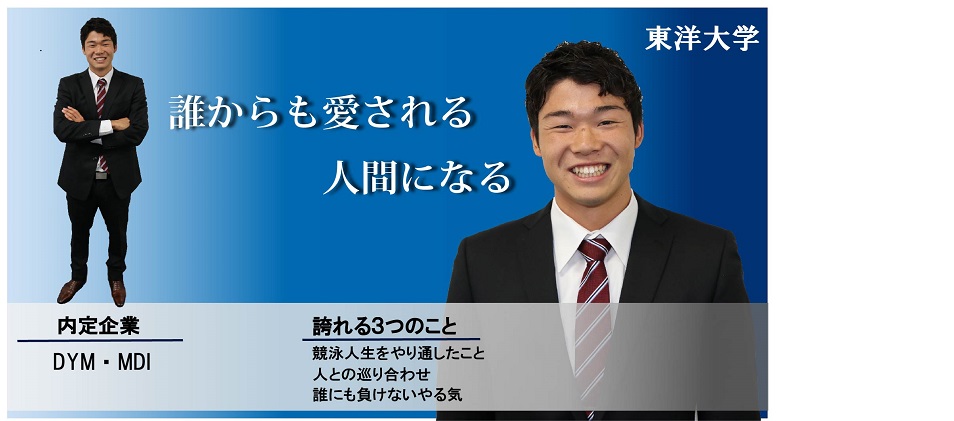 東洋大学
誰からも愛される
人間になる
内定企業
DYM・MDI
誇れる3つのこと
競泳人生をやり通したこと
人との巡り合わせ
誰にも負けないやる気